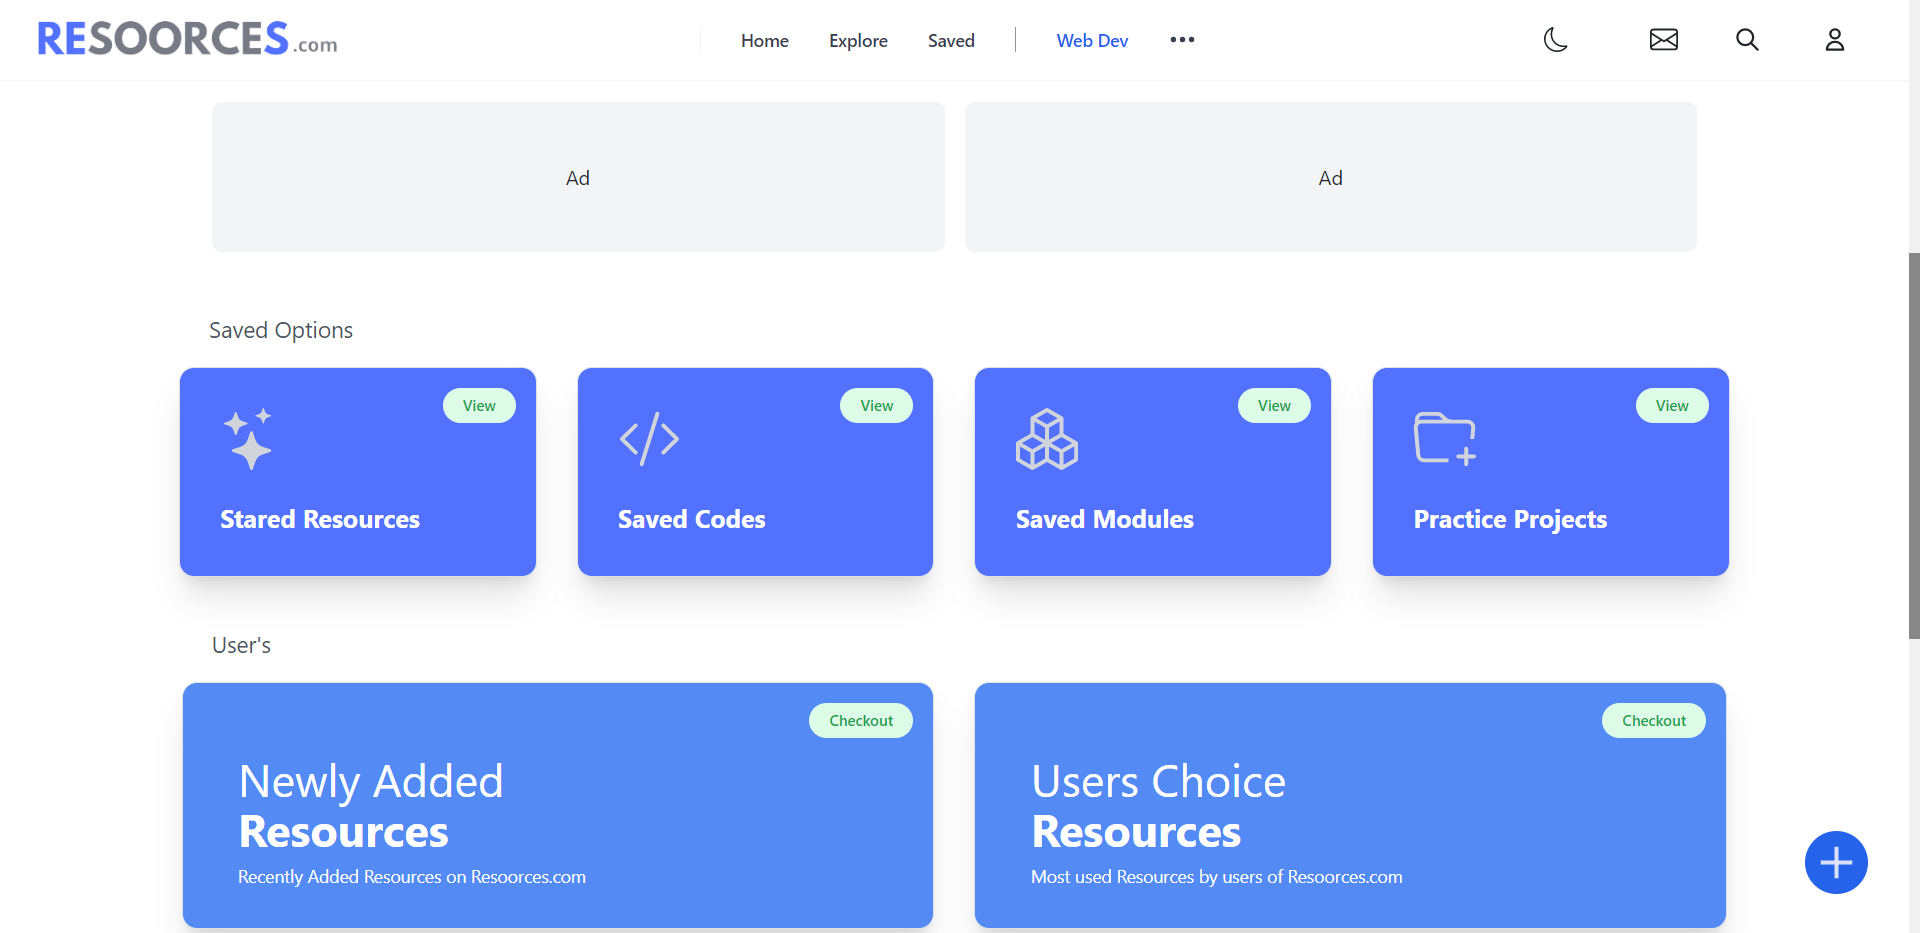 RESOORCES.com
Home Explore Saved Web Dev
Ad Ad
Saved Options
View View View View
Stared Resources Saved Codes Saved Modules Practice Projects
User's
Checkout Checkout
Newly Added
Resources
Recently Added Resources on Resoorces.com
Users Choice
Resources
Most used Resources by users of Resoorces.com